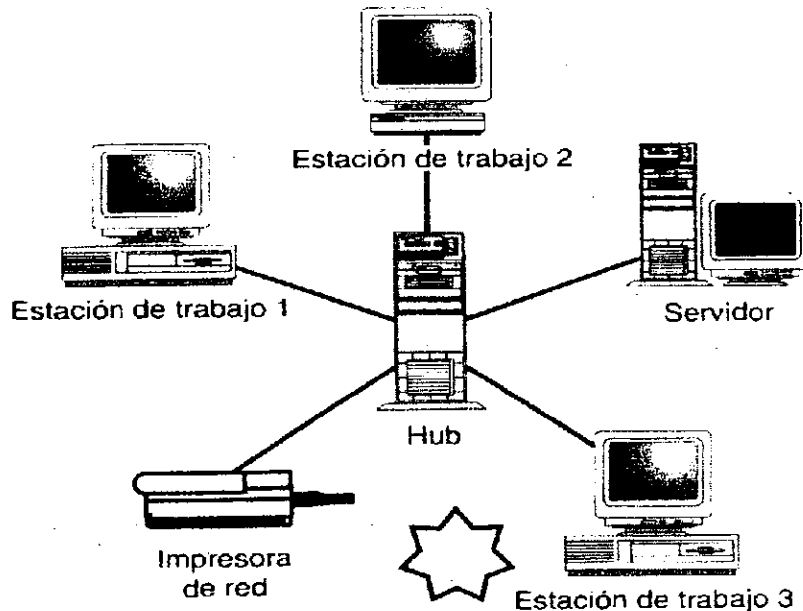 Estación de trabajo 2
Estación de trabajo 1
Servidor
Hub
Impresora
de red
Estación de trabajo 3